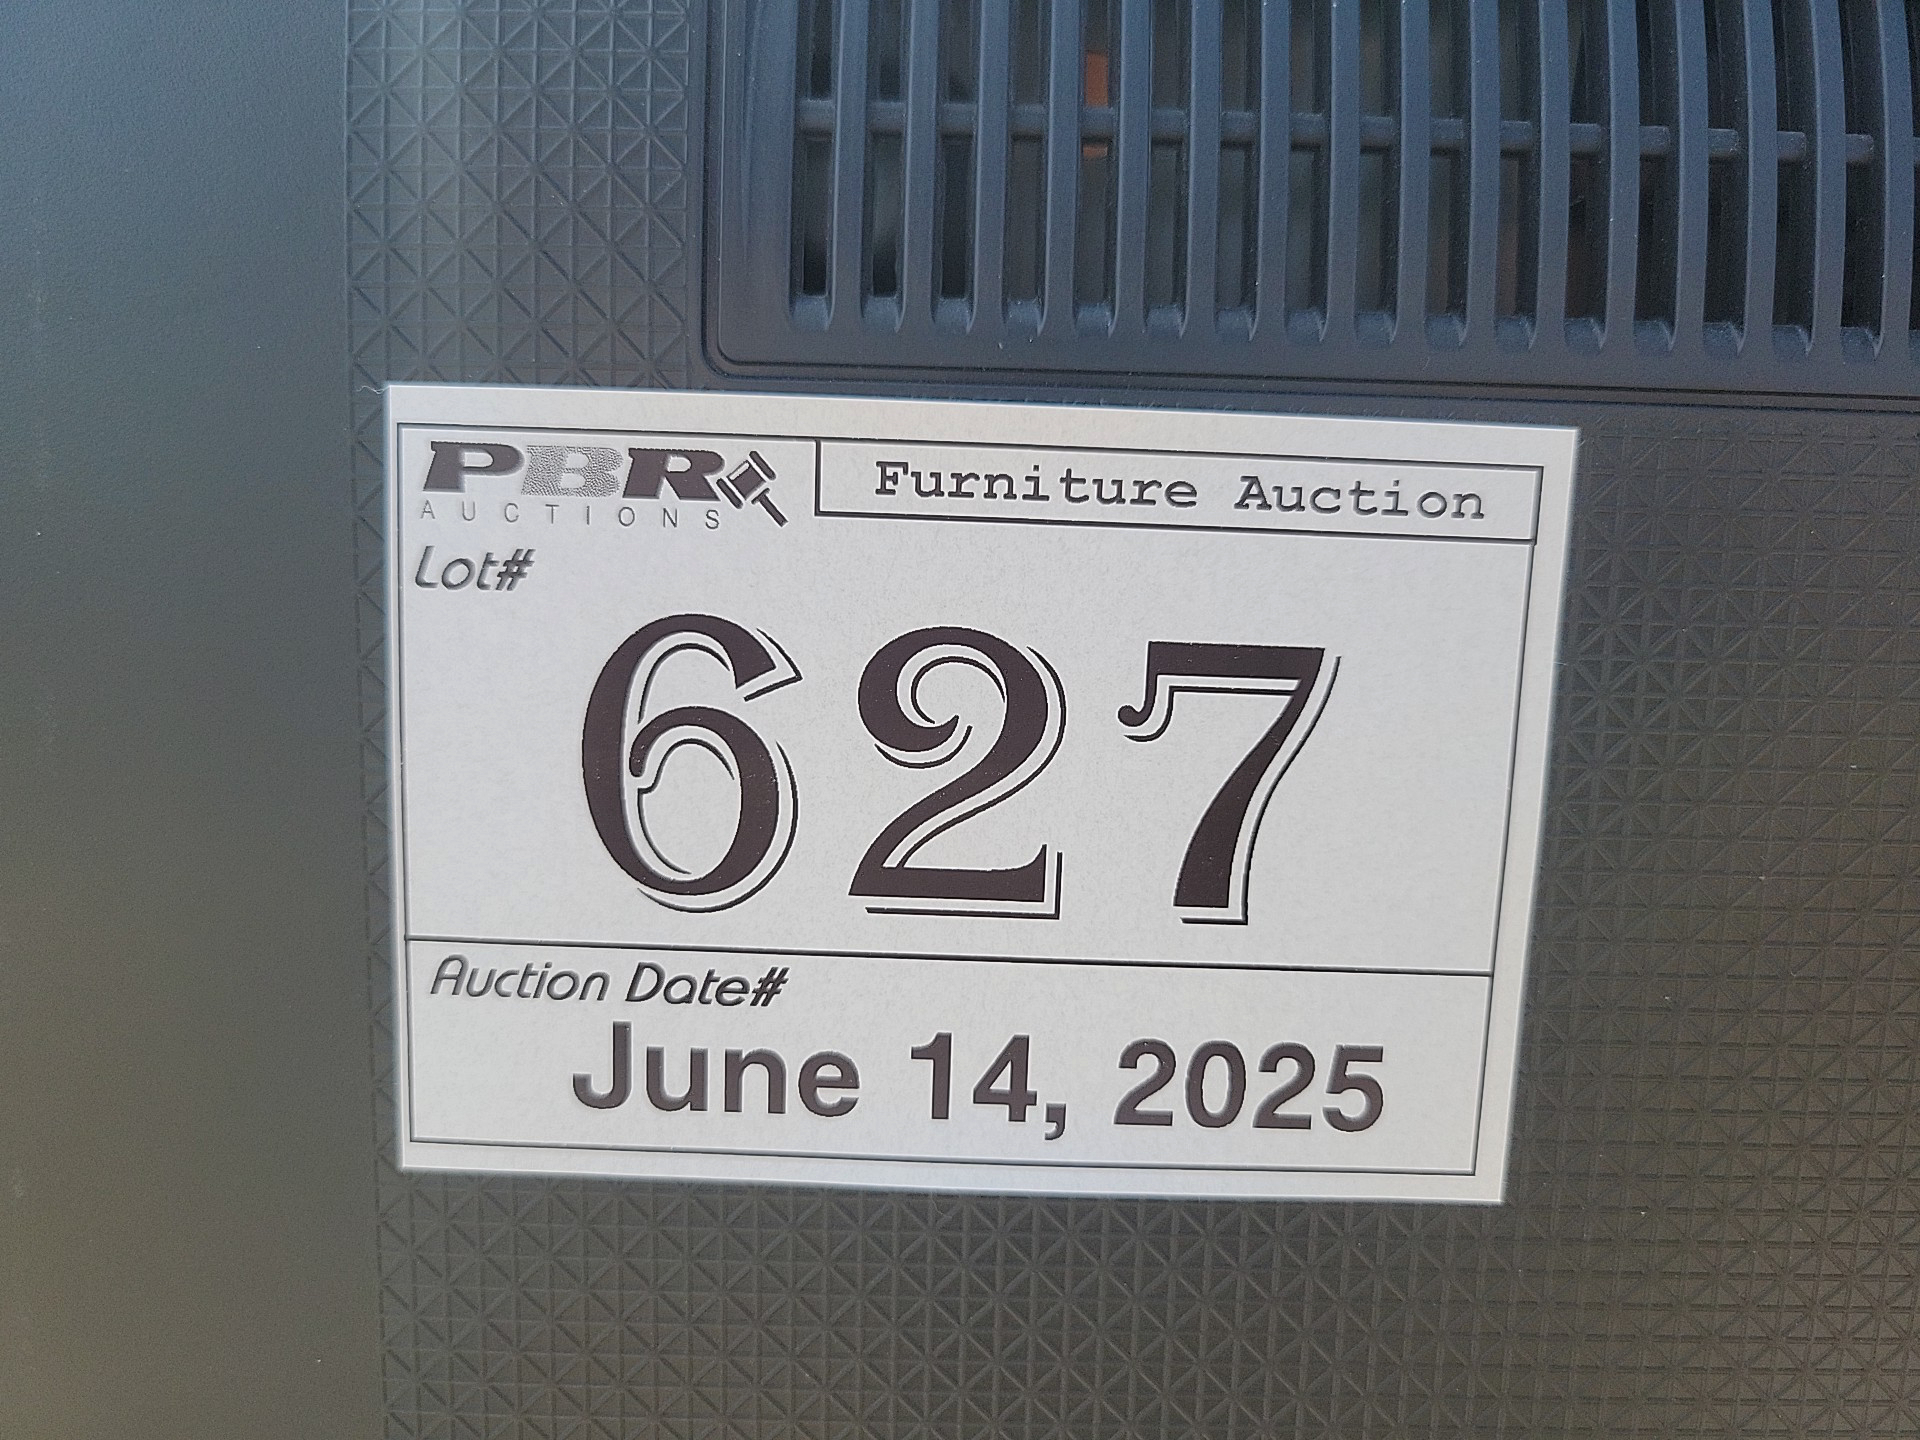 PBR
AUCTIONS
Furniture Auction
Lot#
627
Auction Date#
June 14, 2025